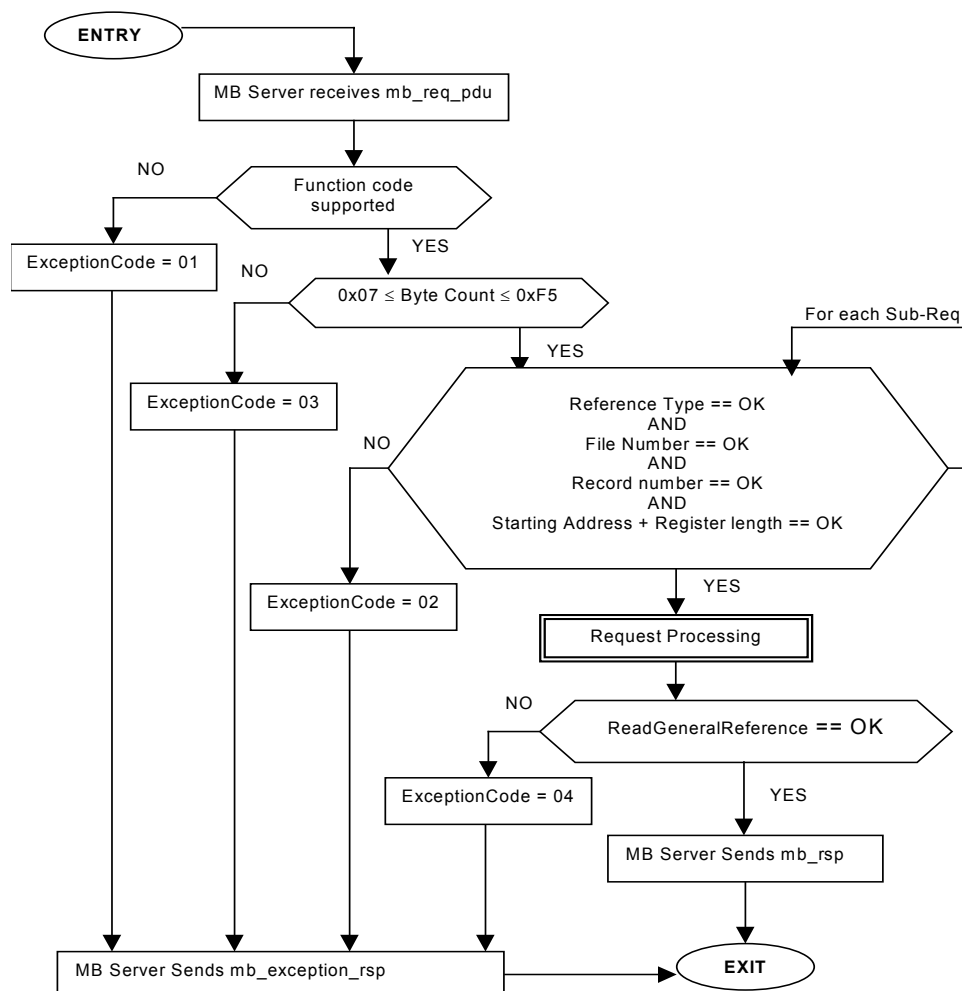 ENTRY
MB Server receives mb_req_pdu
NO
Function code
supported
YES
ExceptionCode = 01
NO
0x07 ≤ Byte Count ≤ 0xF5
For each Sub-Req
YES
ExceptionCode = 03
Reference Type == OK
AND
NO
File Number == OK
AND
Record number == OK
AND
Starting Address + Register length == OK
YES
ExceptionCode = 02
Request Processing
NO
ReadGeneralReference == OK
ExceptionCode = 04
YES
MB Server Sends mb_rsp
MB Server Sends mb_exception_rsp
EXIT